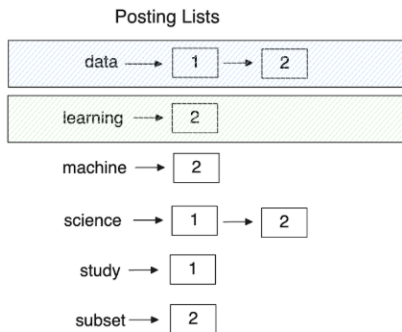 Posting Lists
data 1 2
learning 2
machine 2
science 1 2
study 1
subset 2